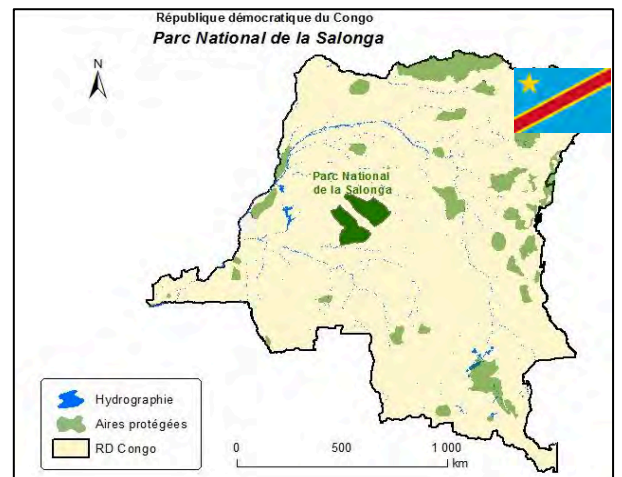 République démocratique du Congo
Parc National de la Salonga
N
Parc National
de la Salonga
Hydrographie
Aires protégées
RD Congo
0 500 1 000
km